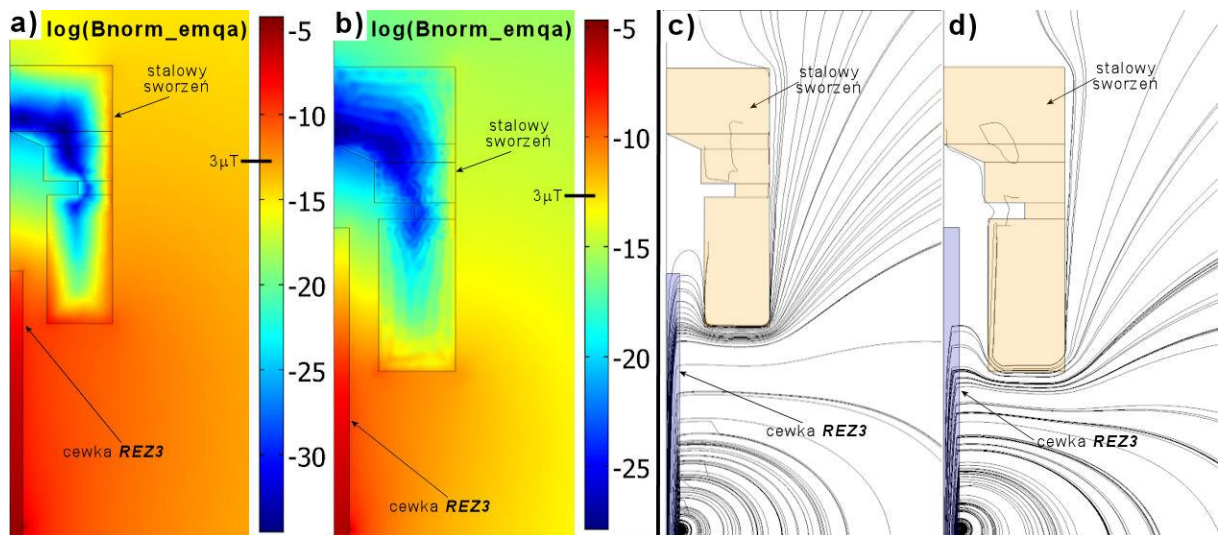 a) log(Bnorm_emqa)
stalowy
sworzeń
3µT
cewka REZ3
-5
-10
-15
-20
-25
-30
b) log(Bnorm_emqa)
stalowy
sworzeń
3µT
cewka REZ3
-5
-10
-15
-20
-25
c)
stalowy
sworzeń
cewka REZ3
d)
stalowy
sworzeń
cewka REZ3